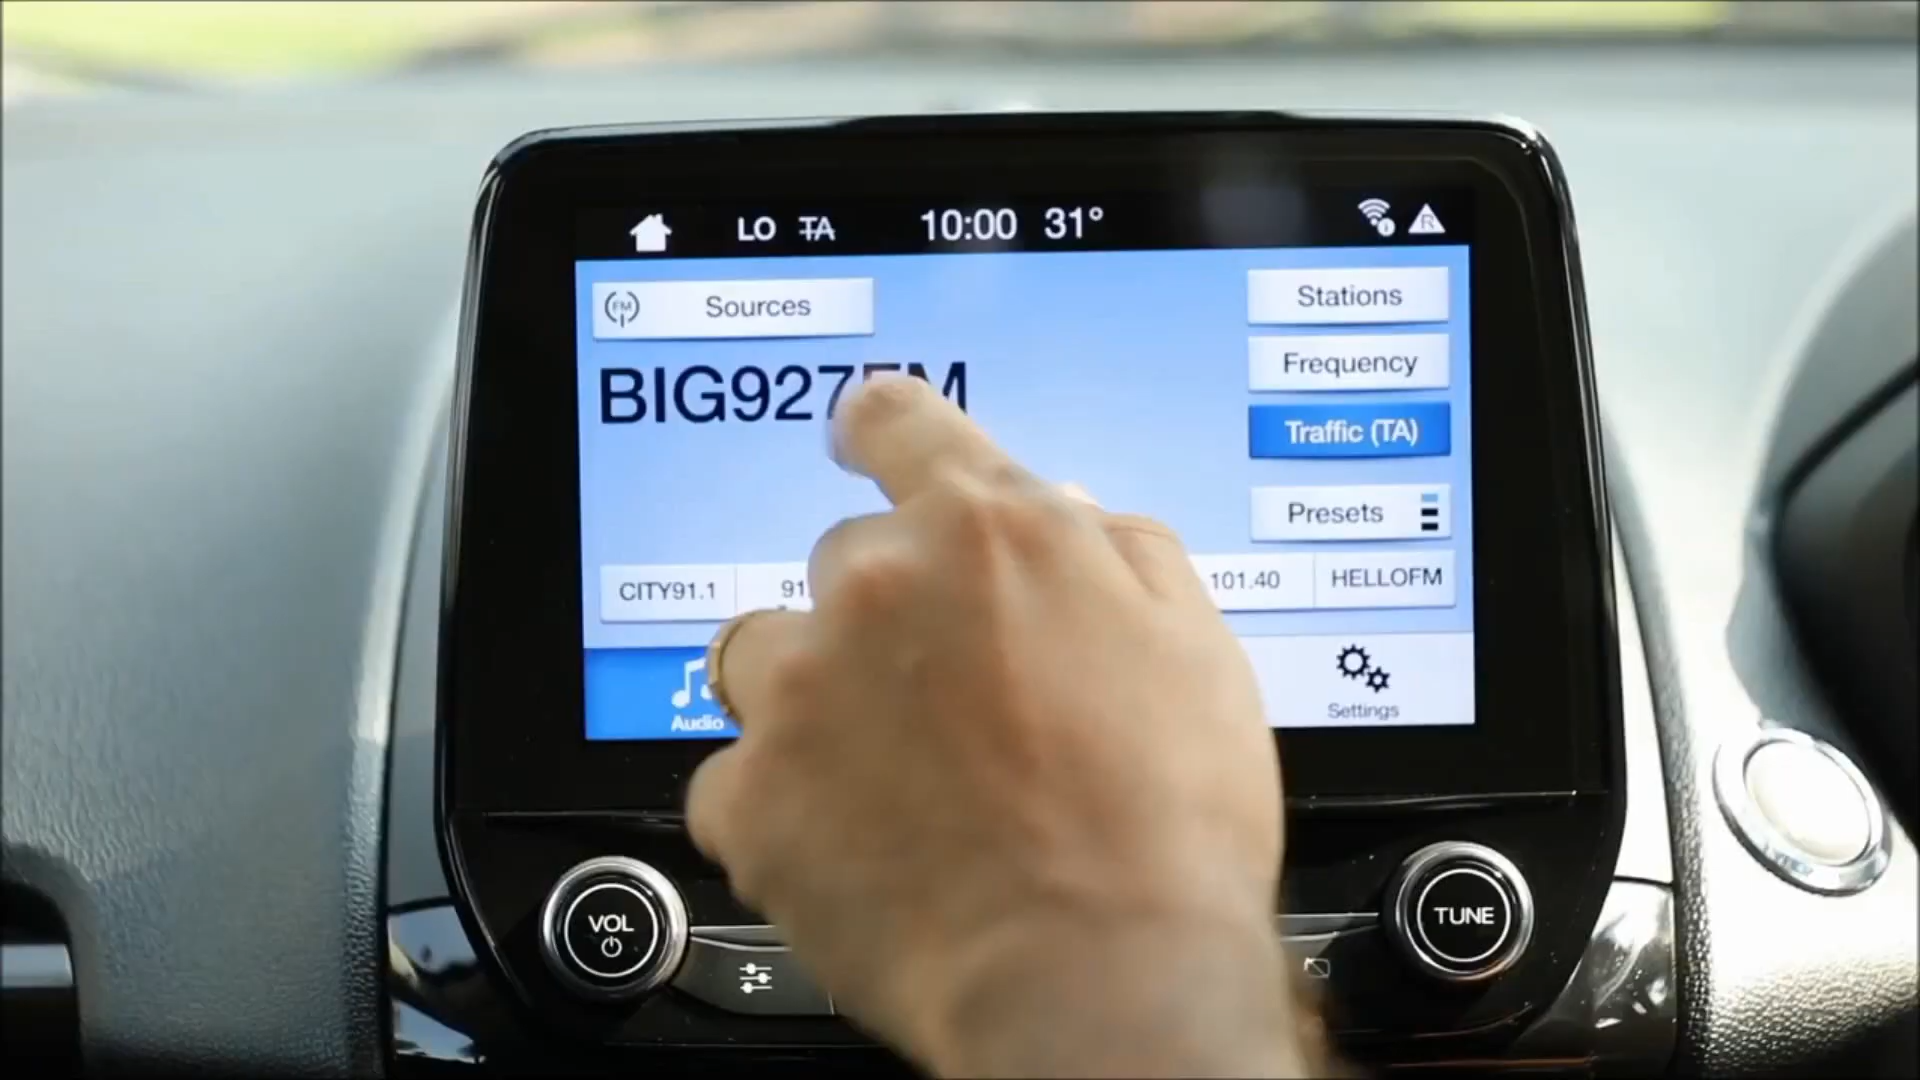 LO TA 10:00 31°
FM Sources
Stations
BIG927FM
Frequency
Traffic (TA)
Presets
CITY91.1 101.40 HELLOFM
Audio
Settings
VOL
TUNE